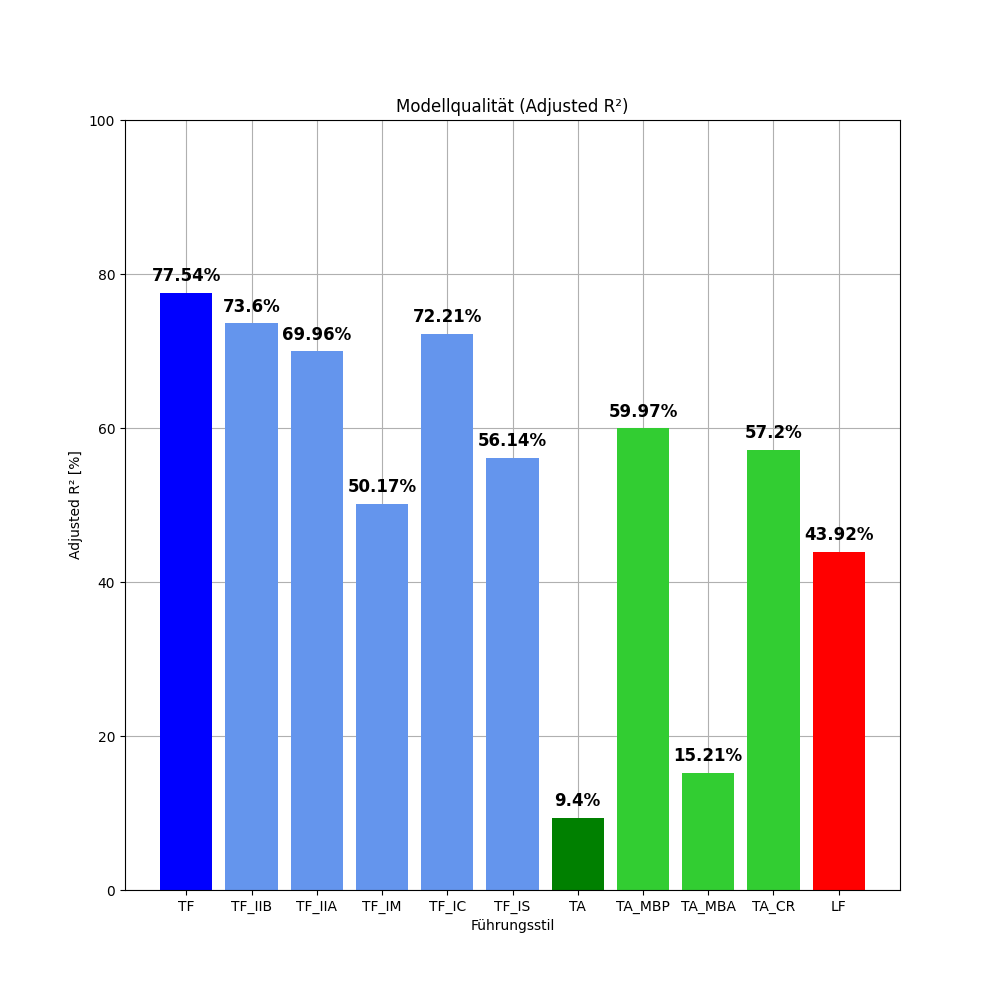 Modellqualität (Adjusted R²)
100
80
60
40
20
0
Adjusted R² [%]
77.54%
73.6%
69.96%
50.17%
72.21%
56.14%
9.4%
59.97%
15.21%
57.2%
43.92%
TF
TF_IIB
TF_IIA
TF_IM
TF_IC
TF_IS
TA
TA_MBP
TA_MBA
TA_CR
LF
Führungsstil